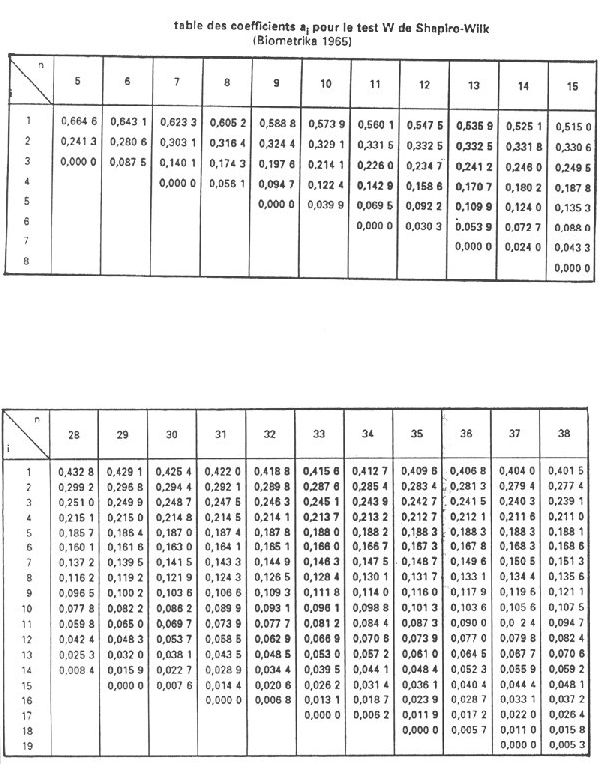 table des coefficients aj pour le test W de Shapiro-Wilk
(Biometrika 1965)
n
i 5 6 7 8 9 10 11 12 13 14 15
1 0,664 6 0,643 1 0,623 3 0,605 2 0,588 8 0,573 9 0,560 1 0,547 5 0,535 9 0,525 1 0,515 0
2 0,241 3 0,280 6 0,303 1 0,316 4 0,324 4 0,329 1 0,331 5 0,332 5 0,332 5 0,331 8 0,330 6
3 0,000 0 0,087 5 0,140 1 0,174 3 0,197 6 0,214 1 0,226 0 0,234 7 0,241 2 0,246 0 0,249 5
4 0,000 0 0,056 1 0,094 7 0,122 4 0,142 9 0,158 6 0,170 7 0,180 2 0,187 8
5 0,000 0 0,039 9 0,069 5 0,092 2 0,109 9 0,124 0 0,135 3
6 0,000 0 0,030 3 0.053 9 0,072 7 0,088 0
7 0,000 0 0,024 0 0,043 3
8 0,000 0
n
i 28 29 30 31 32 33 34 35 36 37 38
1 0,432 8 0,429 1 0,425 4 0,422 0 0,418 8 0,415 6 0,412 7 0,409 6 0,406 8 0,404 0 0,401 5
2 0,299 2 0,296 8 0,294 4 0,292 1 0,289 8 0,287 6 0,285 4 0,283 4 0,281 3 0,279 4 0,277 4
3 0,251 0 0,249 9 0,248 7 0,247 5 0,246 3 0,245 1 0,243 9 0,242 7 0,241 5 0,240 3 0,239 1
4 0,215 1 0,215 0 0,214 8 0,214 5 0,214 1 0,213 7 0,213 2 0,212 7 0,212 1 0,211 6 0,211 0
5 0,185 7 0,186 4 0,187 0 0,187 4 0,187 8 0,188 0 0,188 2 0,188 3 0,188 3 0,188 3 0,188 1
6 0,160 1 0,161 6 0,163 0 0,164 1 0,165 1 0,166 0 0,166 7 0,167 3 0,167 8 0,168 3 0,168 6
7 0,137 2 0,139 5 0,141 5 0,143 3 0,144 9 0,146 3 0,147 5 0,148 7 0,149 6 0,150 5 0,151 3
8 0,116 2 0,119 2 0,121 9 0,124 3 0,126 5 0,128 4 0,130 1 0,131 7 0,133 1 0,134 4 0,135 6
9 0,096 5 0,100 2 0,103 6 0,106 6 0,109 3 0,111 8 0,114 0 0,116 0 0,117 9 0,119 6 0,121 1
10 0,077 8 0,082 2 0,086 2 0,089 9 0,093 1 0,096 1 0,098 8 0,101 3 0,103 6 0,105 6 0,107 5
11 0,059 8 0,065 0 0,069 7 0,073 9 0,077 7 0,081 2 0,084 4 0,087 3 0,090 0 0,0 2 4 0,094 7
12 0,042 4 0,048 3 0,053 7 0,058 5 0,062 9 0,066 9 0,070 6 0,073 9 0,077 0 0,079 8 0,082 4
13 0,025 3 0,032 0 0,038 1 0,043 5 0,048 5 0,053 0 0,057 2 0,061 0 0,064 5 0,067 7 0,070 6
14 0,008 4 0,015 9 0,022 7 0,028 9 0,034 4 0,039 5 0,044 1 0,048 4 0,052 3 0,055 9 0,059 2
15 0,000 0 0,007 6 0,014 4 0,020 6 0,026 2 0,031 4 0,036 1 0,040 4 0,044 4 0,048 1
16 0,000 0 0,006 8 0,013 1 0,018 7 0,023 9 0,028 7 0,033 1 0,037 2
17 0,000 0 0,006 2 0,011 9 0,017 2 0,022 0 0,026 4
18 0,000 0 0,005 7 0,011 0 0,015 8
19 0,000 0 0,005 3